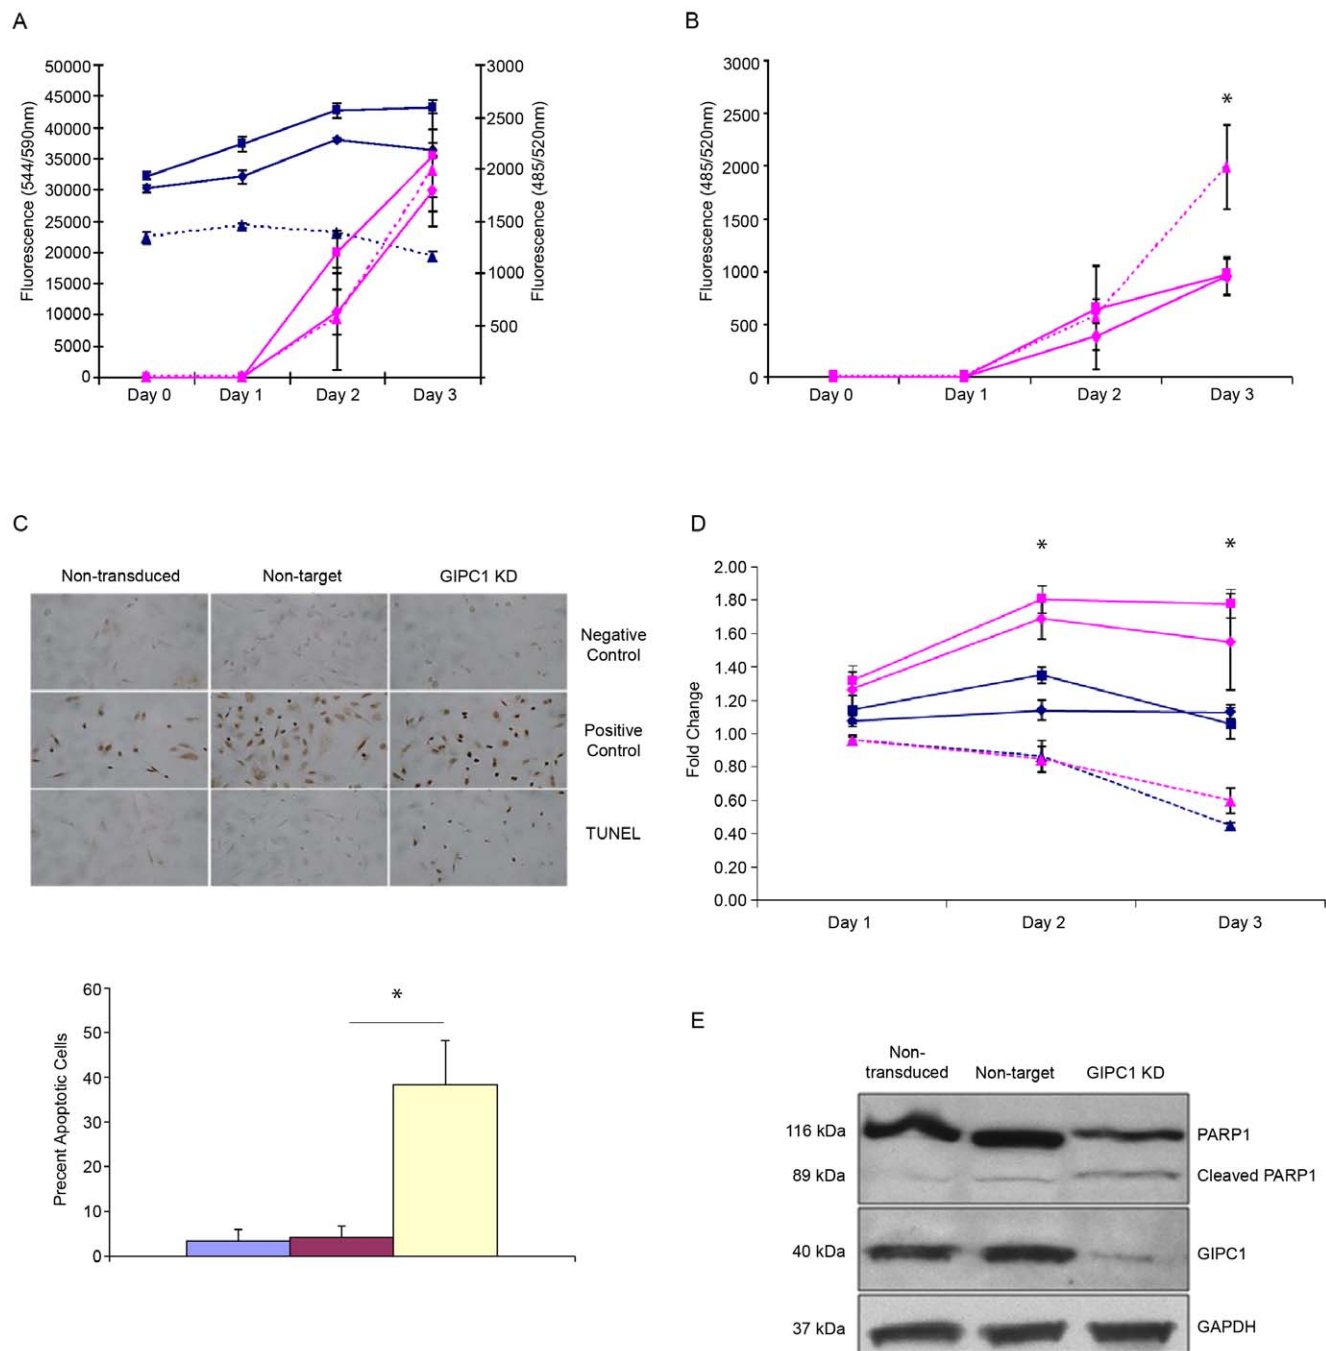 A
Fluorescence (544/590nm)
50000
45000
40000
35000
30000
25000
20000
15000
10000
5000
0
3000
2500
2000
1500
1000
500
Fluorescence (485/520nm)
Day 0 Day 1 Day 2 Day 3
B
Fluorescence (485/520nm)
3000
2500
2000
1500
1000
500
0
*
Day 0 Day 1 Day 2 Day 3
C
Non-transduced Non-target GIPC1 KD
Negative
Control
Positive
Control
TUNEL
Precent Apoptotic Cells
60
50
40
30
20
10
0
*
D
* *
Fold Change
2.00
1.80
1.60
1.40
1.20
1.00
0.80
0.60
0.40
0.20
0.00
Day 1 Day 2 Day 3
E
Non-
transduced Non-target GIPC1 KD
116 kDa PARP1
89 kDa Cleaved PARP1
40 kDa GIPC1
37 kDa GAPDH